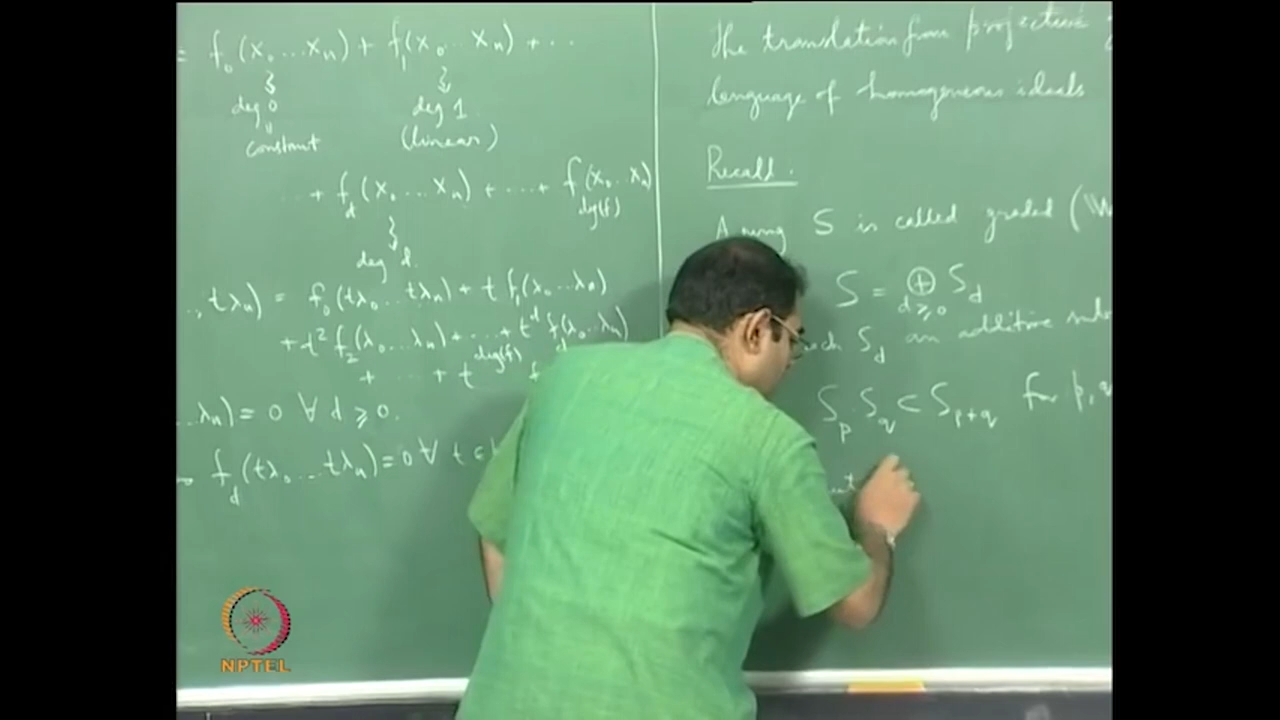 = f₀(x₀...xₙ) + f₁(x₀...xₙ) + ...
deg 0
constant
deg 1
(linear)
... + f_d(x₀...xₙ) + ... + f(x₀...xₙ)
deg(f)
deg d.
tλₙ) = f₀(tλ₀...tλₙ) + t f₁(λ₀...λₙ)
+ t² f₂(λ₀...λₙ) + ... + t^d f_d(λ₀...λₙ)
+ ... + t^deg(f) f
λₙ) = 0 ∀ d ≥ 0.
f_d(tλ₀...tλₙ) = 0 ∀ t ∈
The translation from projective
language of homogeneous ideals
Recall.
A ring S is called graded (
S = ⊕ S_d
d ≥ 0
S_d an additive
S_p . S_q ⊂ S_p+q for p, q
NPTEL